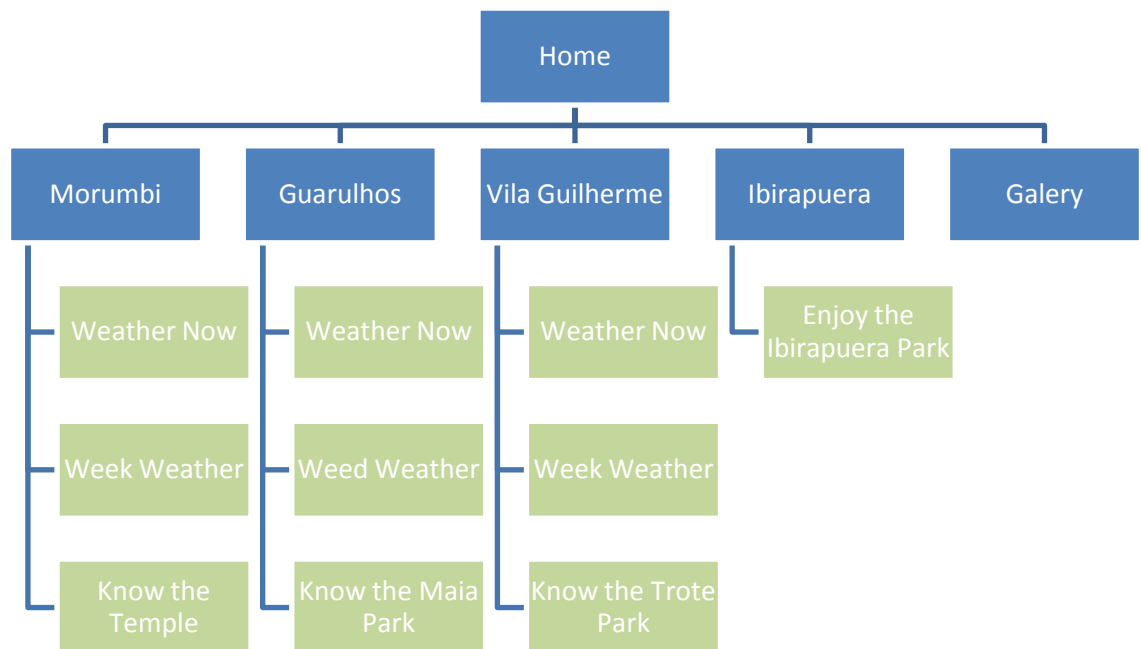 Home
Morumbi
Guarulhos
Vila Guilherme
Ibirapuera
Galery
Weather Now
Weather Now
Weather Now
Enjoy the
Ibirapuera Park
Week Weather
Weed Weather
Week Weather
Know the
Temple
Know the Maia
Park
Know the Trote
Park